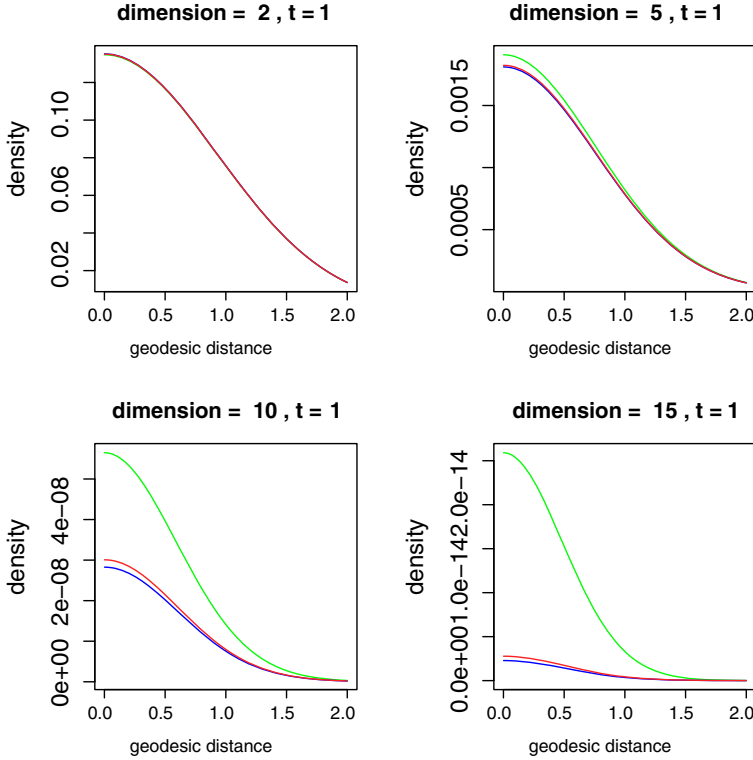 dimension = 2 , t = 1
density
0.02 0.06 0.10
0.0 0.5 1.0 1.5 2.0
geodesic distance
dimension = 5 , t = 1
density
0.0005 0.0015
0.0 0.5 1.0 1.5 2.0
geodesic distance
dimension = 10 , t = 1
density
0e+00 2e-08 4e-08
0.0 0.5 1.0 1.5 2.0
geodesic distance
dimension = 15 , t = 1
density
0.0e+00 1.0e-14 2.0e-14
0.0 0.5 1.0 1.5 2.0
geodesic distance